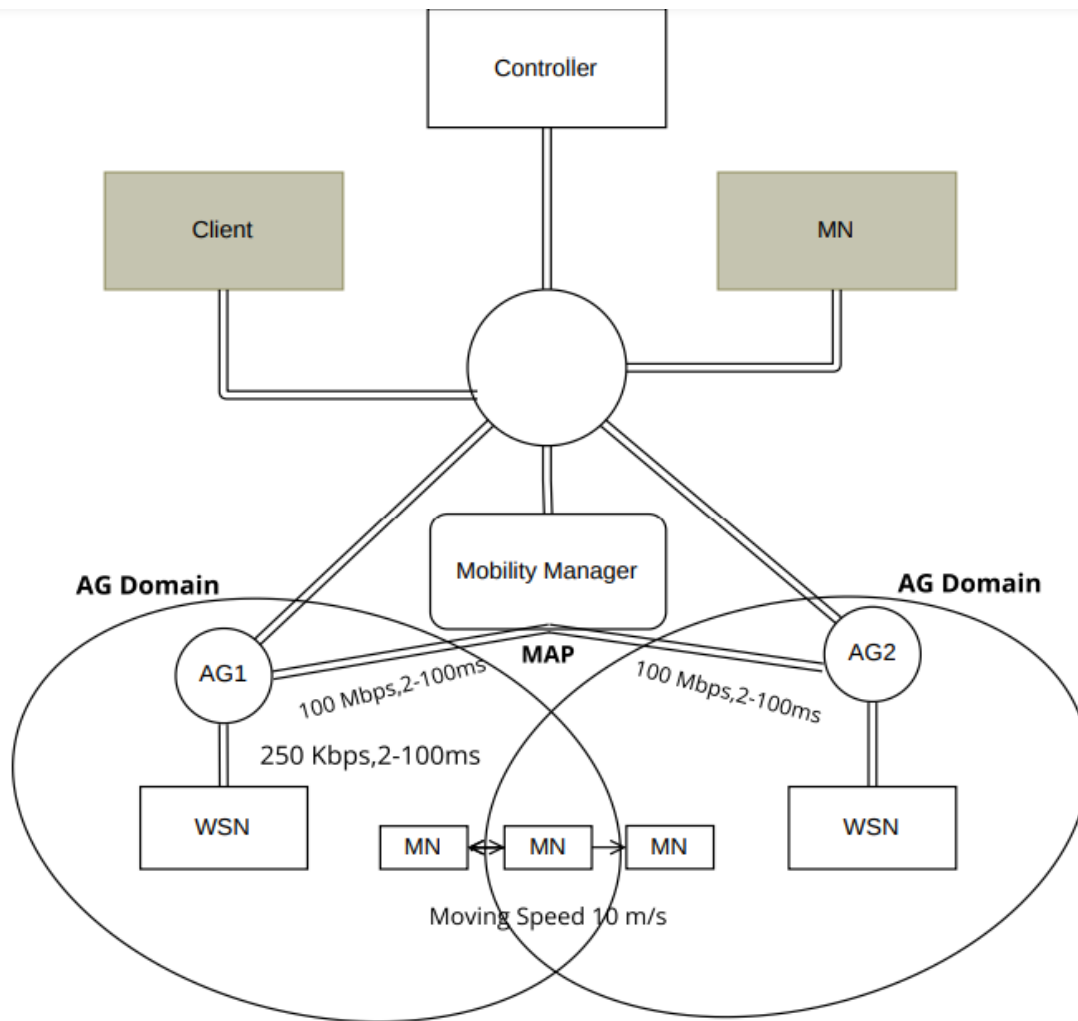 Controller
Client
MN
Mobility Manager
AG Domain
AG Domain
AG1
MAP
AG2
100 Mbps,2-100ms
100 Mbps,2-100ms
250 Kbps,2-100ms
WSN
MN
MN
MN
WSN
Moving Speed 10 m/s